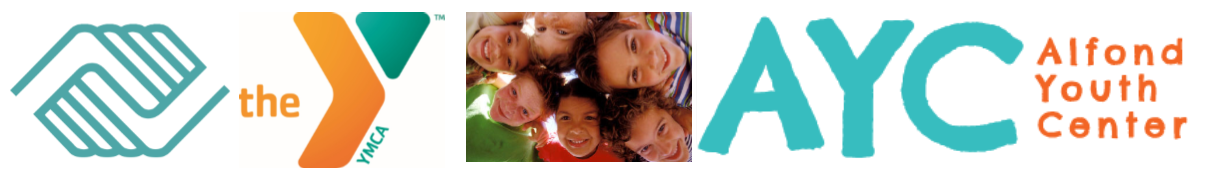 the Y YMCA ™
AYC
Alfond
Youth
Center